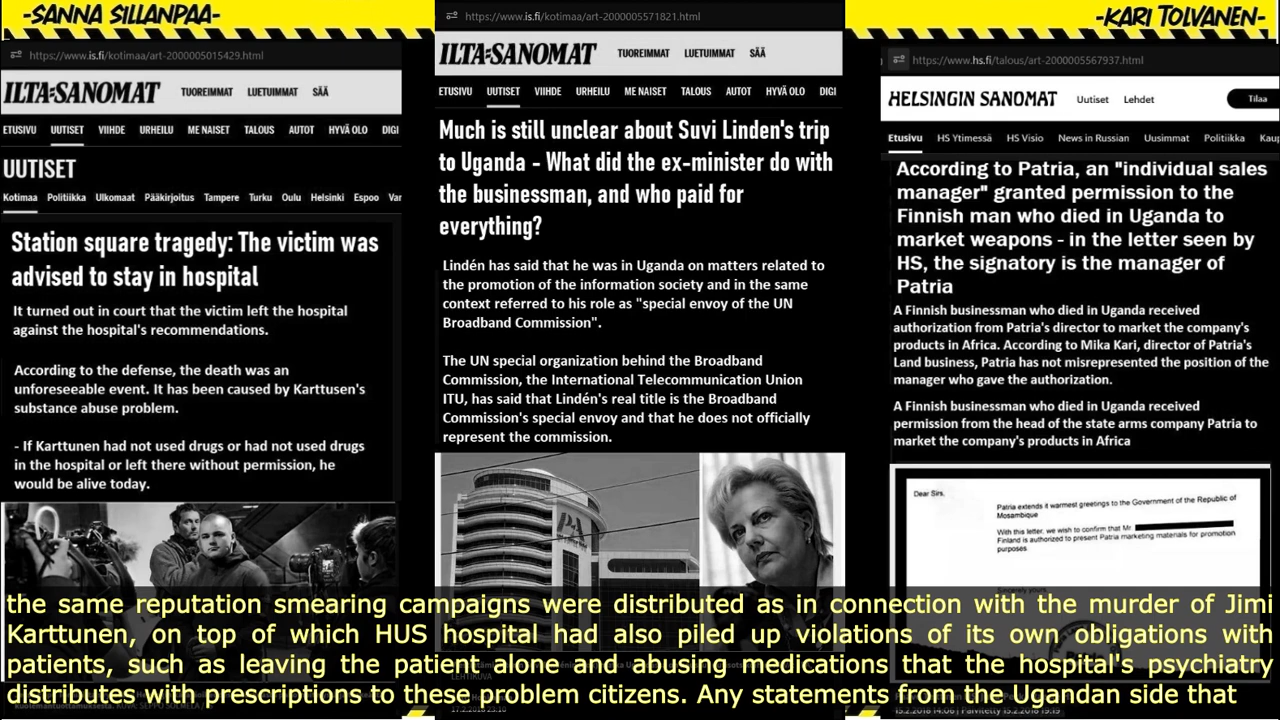 -SANNA SILLANPAA-
https://www.is.fi/kotimaa/art-2000005015429.html
ILTA-SANOMAT TUOREIMMAT LUETUIMMAT SÄÄ
ETUSIVU UUTISET VIIHDE URHEILU ME NAISET TALOUS AUTOT HYVÄ OLO DIGI
UUTISET
Kotimaa Politiikka Ulkomaat Pääkirjoitus Tampere Turku Oulu Helsinki Espoo Var
Station square tragedy: The victim was
advised to stay in hospital
It turned out in court that the victim left the hospital
against the hospital's recommendations.
According to the defense, the death was an
unforeseeable event. It has been caused by Karttusen's
substance abuse problem.
- If Karttunen had not used drugs or had not used drugs
in the hospital or left there without permission, he
would be alive today.
https://www.is.fi/kotimaa/art-2000005571821.html
ILTA-SANOMAT TUOREIMMAT LUETUIMMAT SÄÄ
ETUSIVU UUTISET VIIHDE URHEILU ME NAISET TALOUS AUTOT HYVÄ OLO DIGI
Much is still unclear about Suvi Linden's trip
to Uganda - What did the ex-minister do with
the businessman, and who paid for
everything?
Lindén has said that he was in Uganda on matters related to
the promotion of the information society and in the same
context referred to his role as "special envoy of the UN
Broadband Commission".
The UN special organization behind the Broadband
Commission, the International Telecommunication Union
ITU, has said that Lindén's real title is the Broadband
Commission's special envoy and that he does not officially
represent the commission.
PA
-KARI TOLVANEN-
https://www.hs.fi/talous/art-2000005567937.html
HELSINGIN SANOMAT Uutiset Lehdet Tilaa
Etusivu HS Ytimessä HS Visio News in Russian Uusimmat Politiikka Kaup
According to Patria, an "individual sales
manager" granted permission to the
Finnish man who died in Uganda to
market weapons - in the letter seen by
HS, the signatory is the manager of
Patria
A Finnish businessman who died in Uganda received
authorization from Patria's director to market the company's
products in Africa. According to Mika Kari, director of Patria's
Land business, Patria has not misrepresented the position of the
manager who gave the authorization.
A Finnish businessman who died in Uganda received
permission from the head of the state arms company Patria to
market the company's products in Africa
Dear Sirs,
Patria extends it warmest greetings to the Government of the Republic of
Mosambique
With this letter, we wish to confirm that Mr.
Finland is authorized to present Patria marketing materials for promotion
purposes
the same reputation smearing campaigns were distributed as in connection with the murder of Jimi
Karttunen, on top of which HUS hospital had also piled up violations of its own obligations with
patients, such as leaving the patient alone and abusing medications that the hospital's psychiatry
distributes with prescriptions to these problem citizens. Any statements from the Ugandan side that
LEHTIKUVA